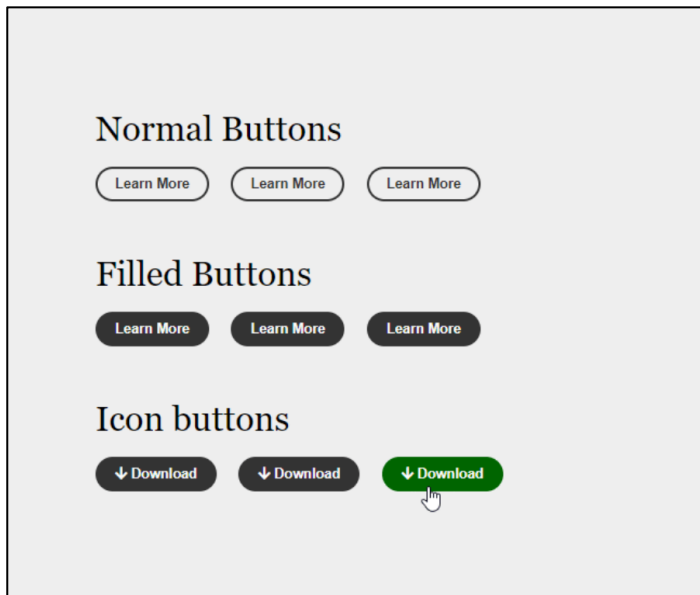 Normal Buttons
Learn More Learn More Learn More
Filled Buttons
Learn More Learn More Learn More
Icon buttons
Download Download Download